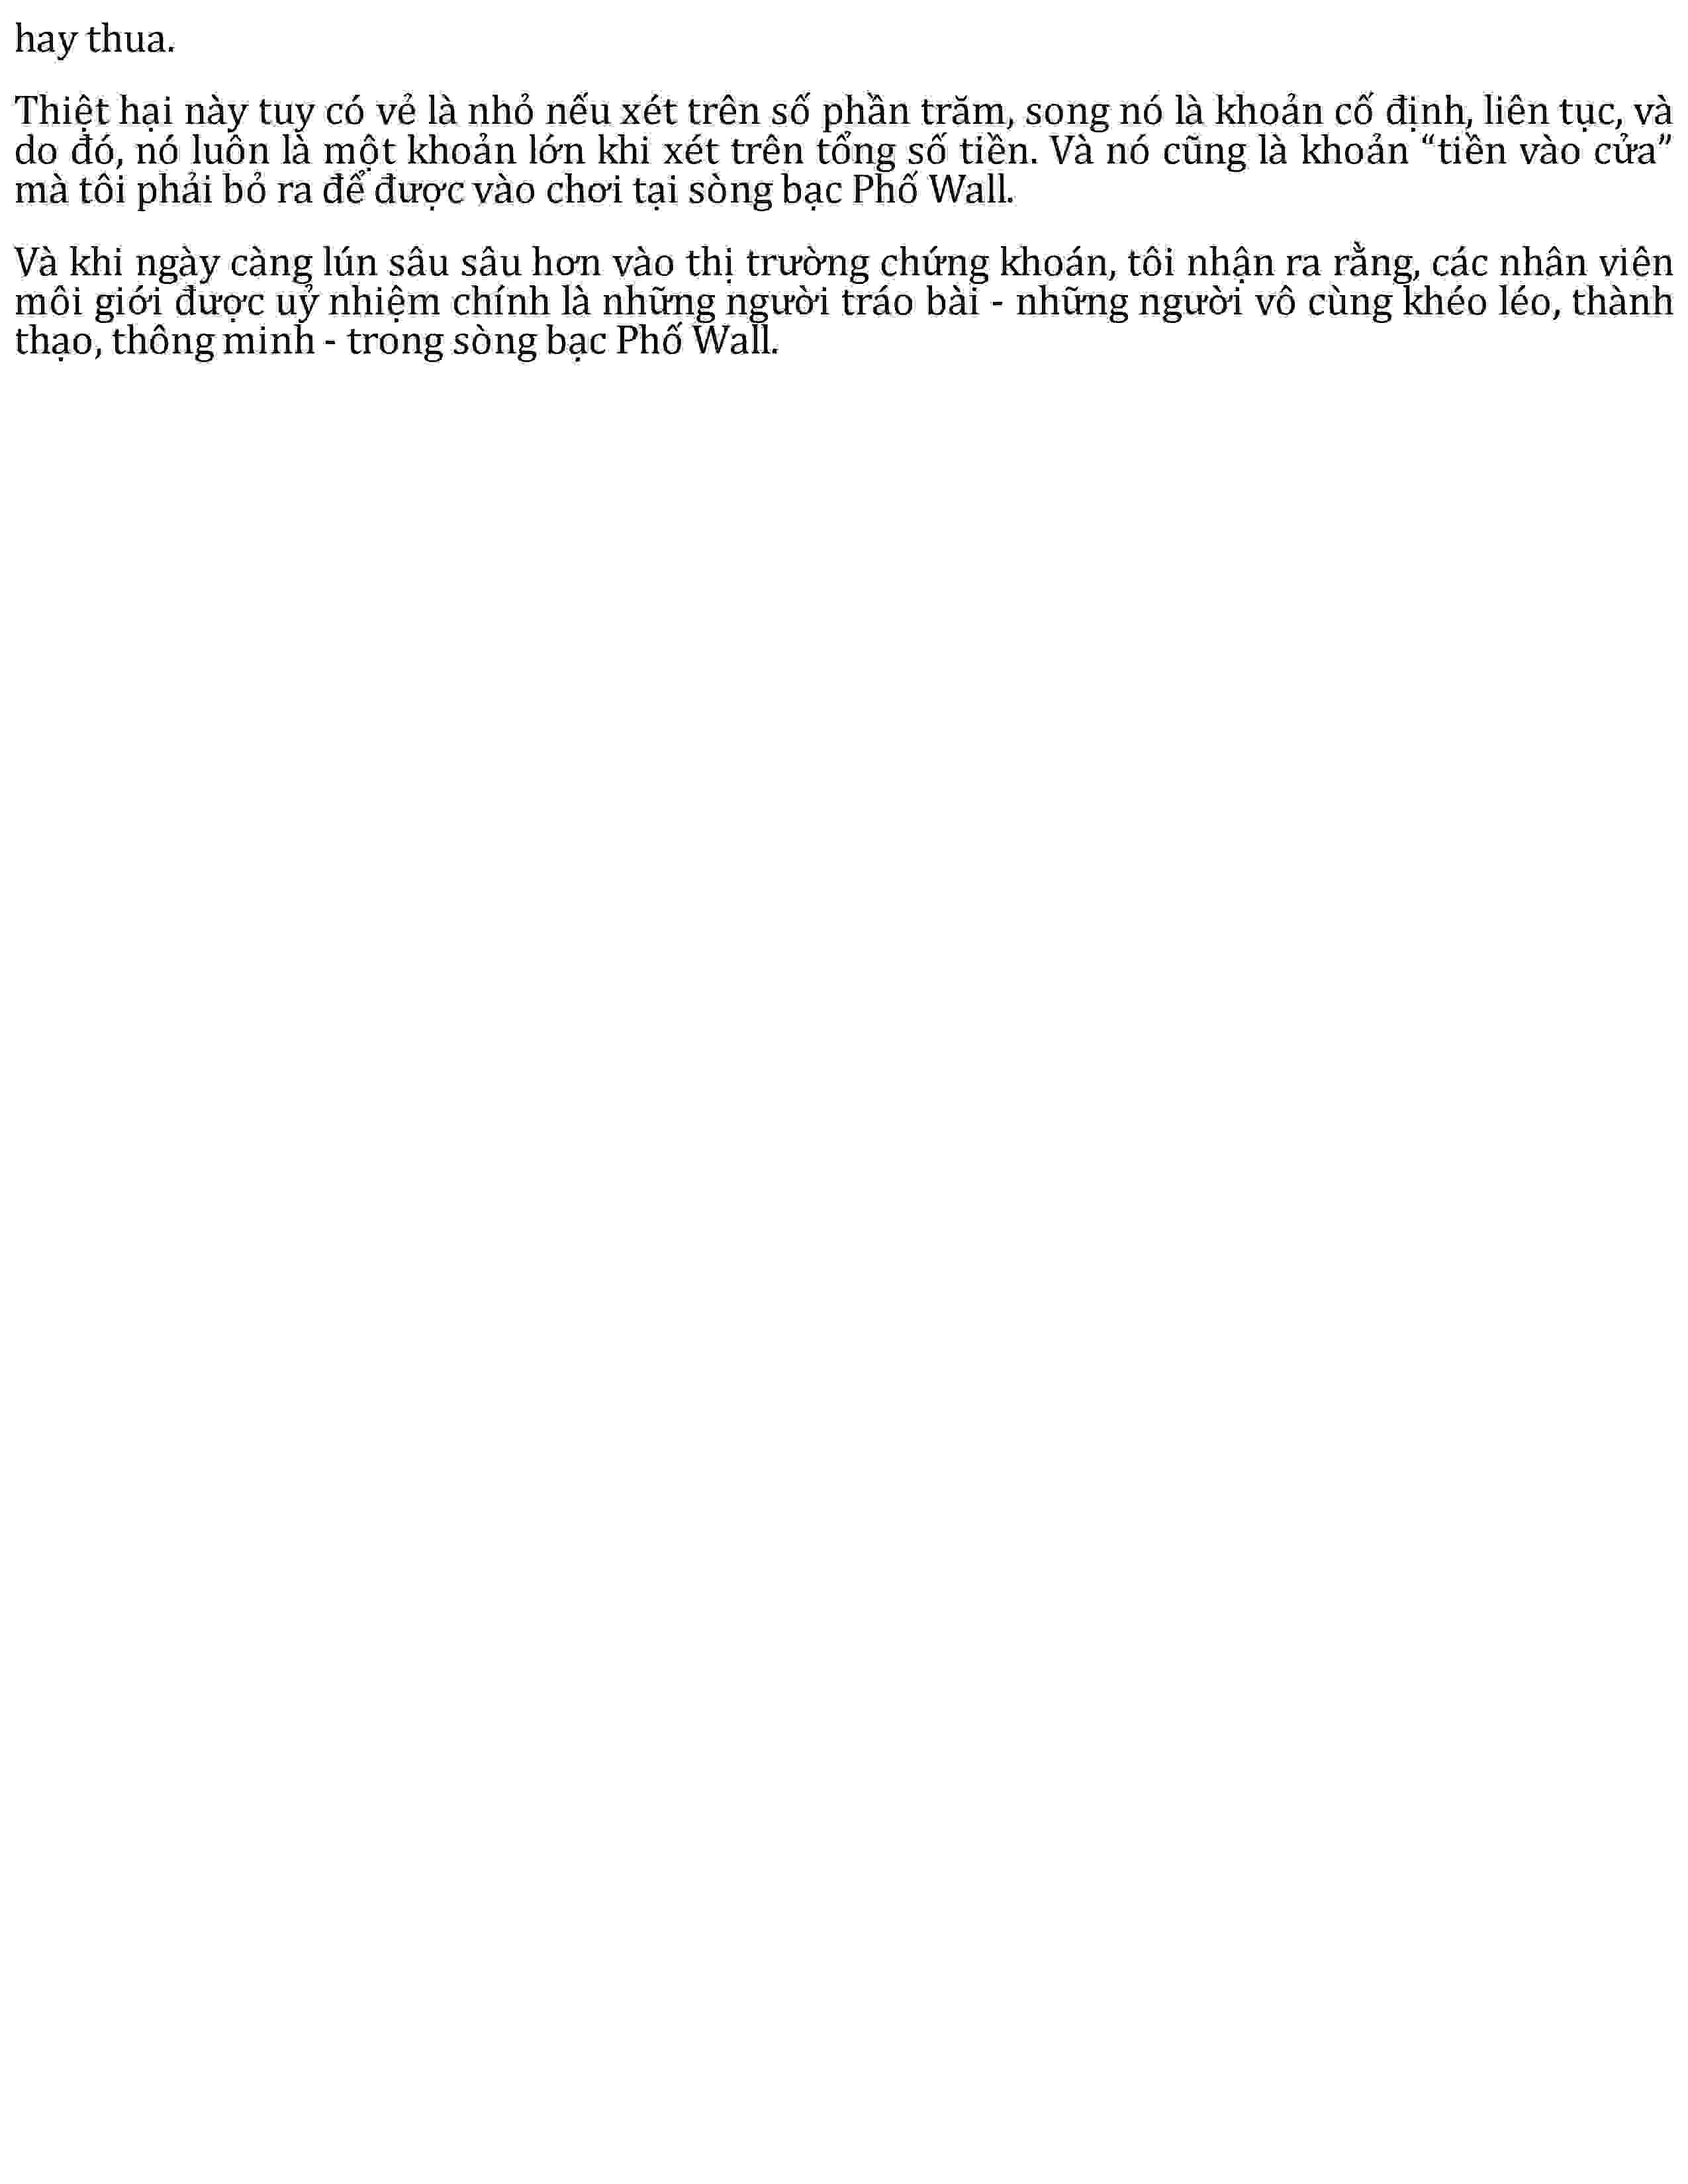 hay thua.
Thiệt hại này tuy có vẻ là nhỏ nếu xét trên số phần trăm, song nó là khoản cố định, liên tục, và
do đó, nó luôn là một khoản lớn khi xét trên tổng số tiền. Và nó cũng là khoản “tiền vào cửa”
mà tôi phải bỏ ra để được vào chơi tại sòng bạc Phố Wall.
Và khi ngày càng lún sâu sâu hơn vào thị trường chứng khoán, tôi nhận ra rằng, các nhân viên
môi giới được uỷ nhiệm chính là những người tráo bài - những người vô cùng khéo léo, thành
thạo, thông minh - trong sòng bạc Phố Wall.